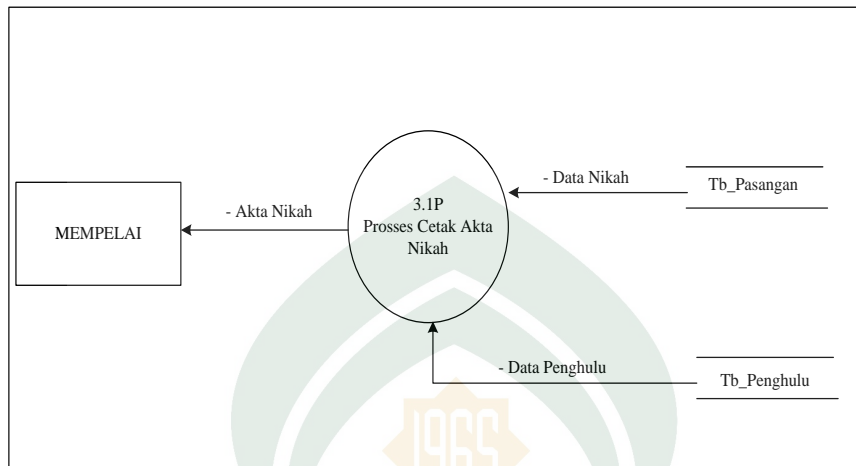 MEMPELAI
- Akta Nikah
3.1P
Prosses Cetak Akta
Nikah
- Data Nikah
Tb_Pasangan
- Data Penghulu
Tb_Penghulu
1965